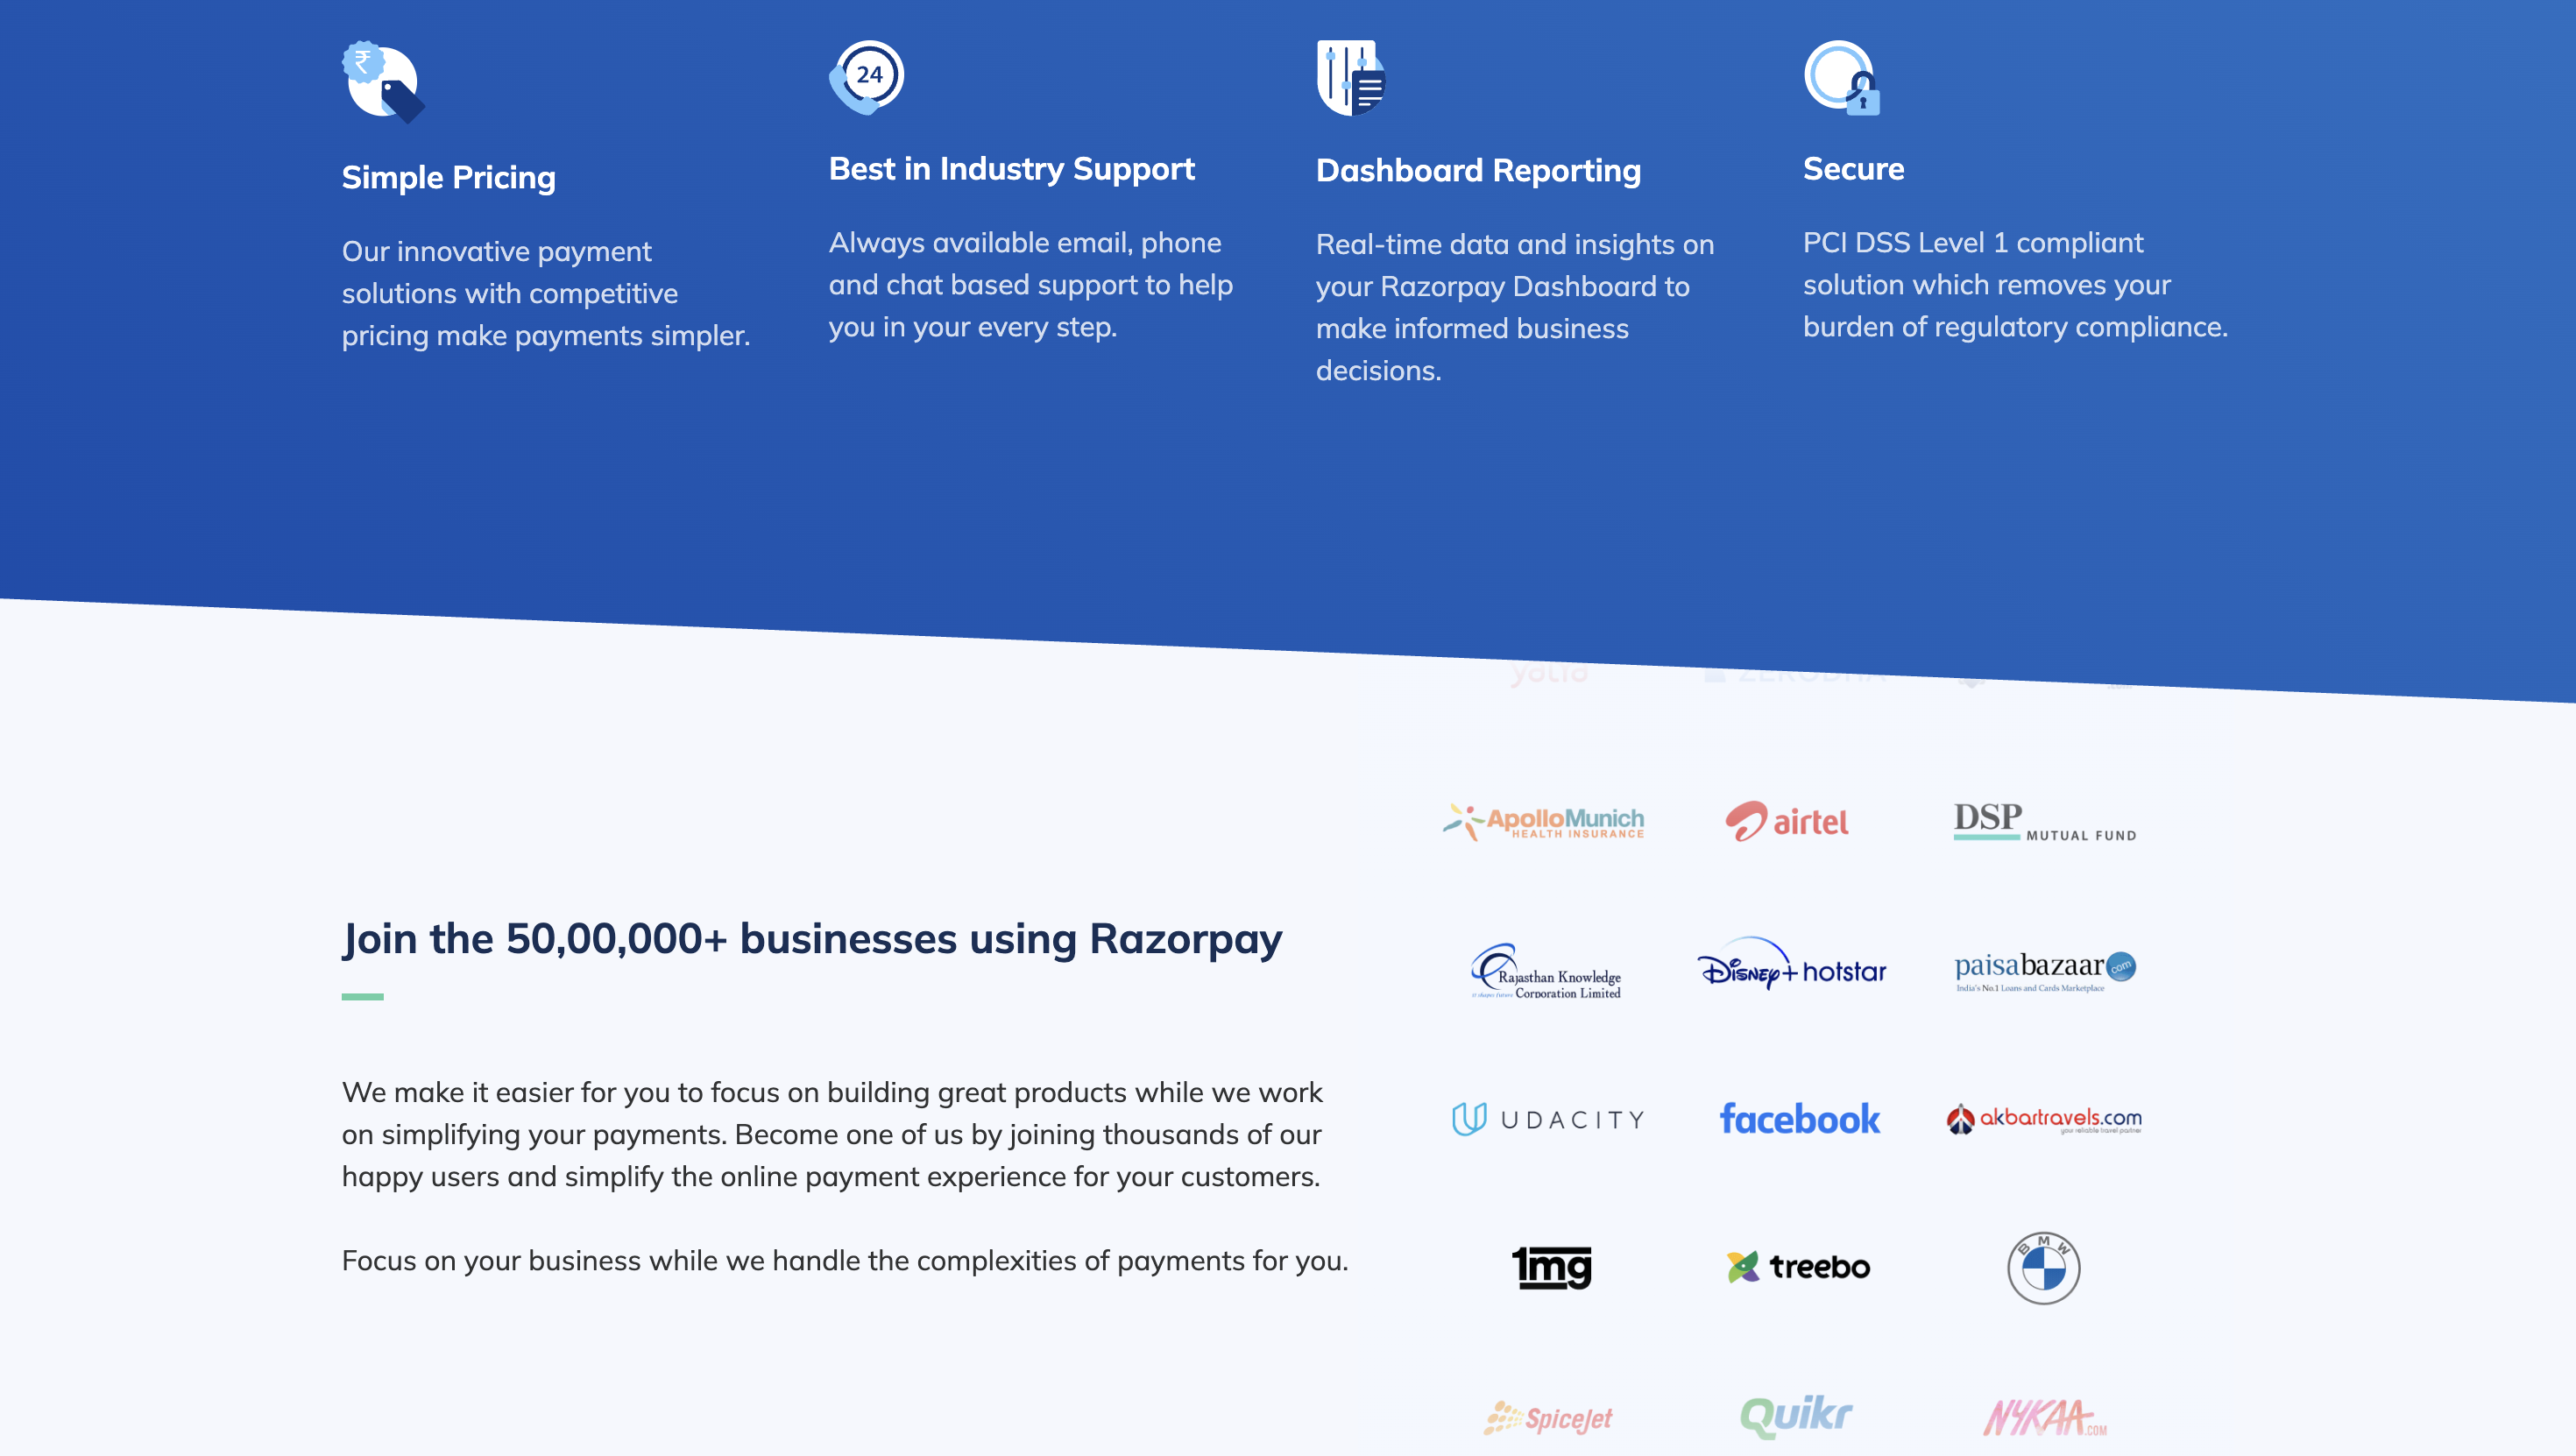 ₹
24
Simple Pricing
Our innovative payment
solutions with competitive
pricing make payments simpler.
Best in Industry Support
Always available email, phone
and chat based support to help
you in your every step.
Dashboard Reporting
Real-time data and insights on
your Razorpay Dashboard to
make informed business
decisions.
Secure
PCI DSS Level 1 compliant
solution which removes your
burden of regulatory compliance.
Join the 50,00,000+ businesses using Razorpay
We make it easier for you to focus on building great products while we work
on simplifying your payments. Become one of us by joining thousands of our
happy users and simplify the online payment experience for your customers.
Focus on your business while we handle the complexities of payments for you.
ApolloMunich
HEALTH INSURANCE
airtel
DSP
MUTUAL FUND
Rajasthan Knowledge
Corporation Limited
Disney+ hotstar
paisabazaar.com
India's No.1 Loans and Cards Marketplace
UDACITY
facebook
akbartravels.com
your reliable travel partner
1mg
treebo
BMW
SpiceJet
Quikr
NYKAA.COM